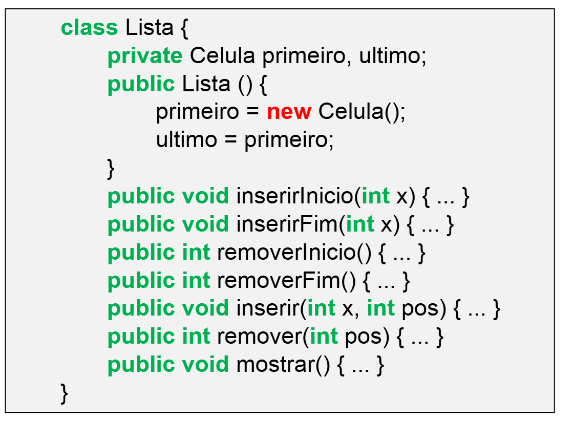 class Lista {
private Celula primeiro, ultimo;
public Lista () {
primeiro = new Celula();
ultimo = primeiro;
}
public void inserirInicio(int x) { ... }
public void inserirFim(int x) { ... }
public int removerInicio() { ... }
public int removerFim() { ... }
public void inserir(int x, int pos) { ... }
public int remover(int pos) { ... }
public void mostrar() { ... }
}